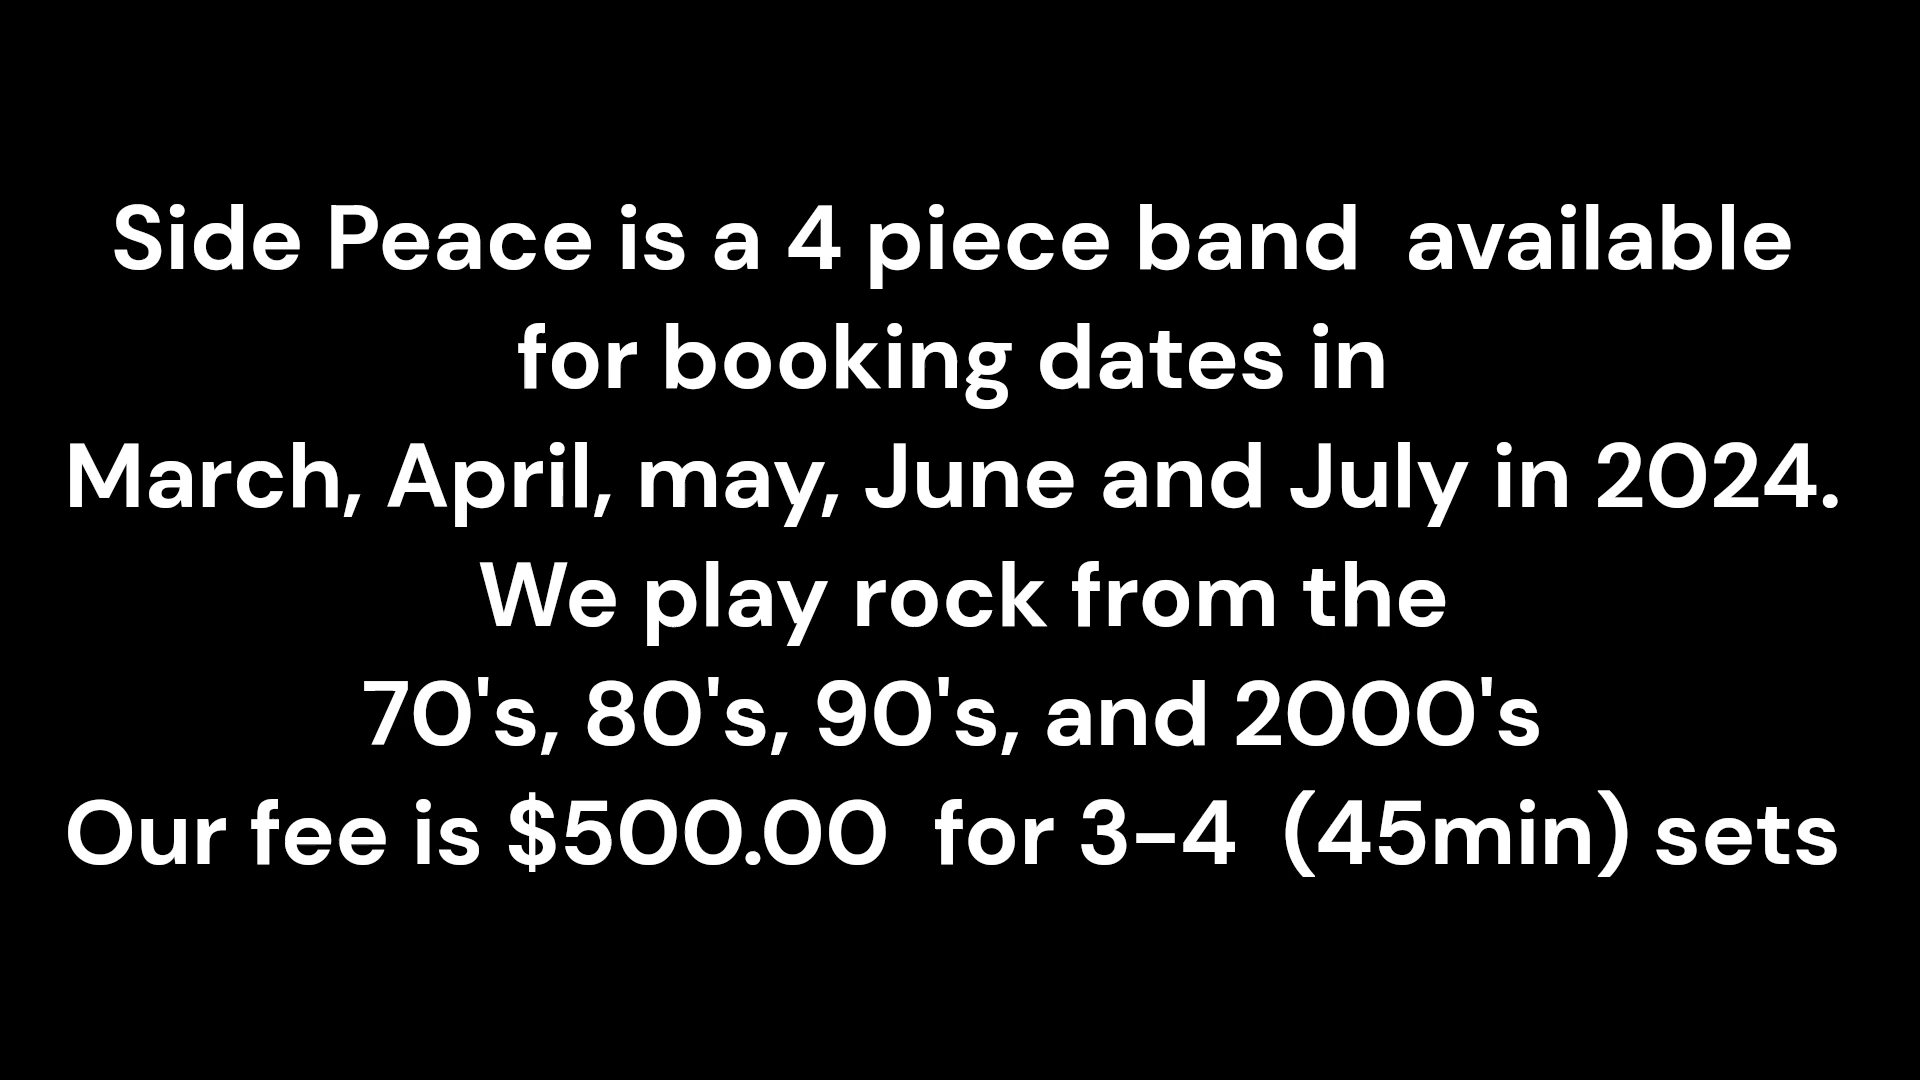 Side Peace is a 4 piece band  available
for booking dates in
March, April, may, June and July in 2024.
We play rock from the
70's, 80's, 90's, and 2000's
Our fee is $500.00  for 3-4  (45min) sets